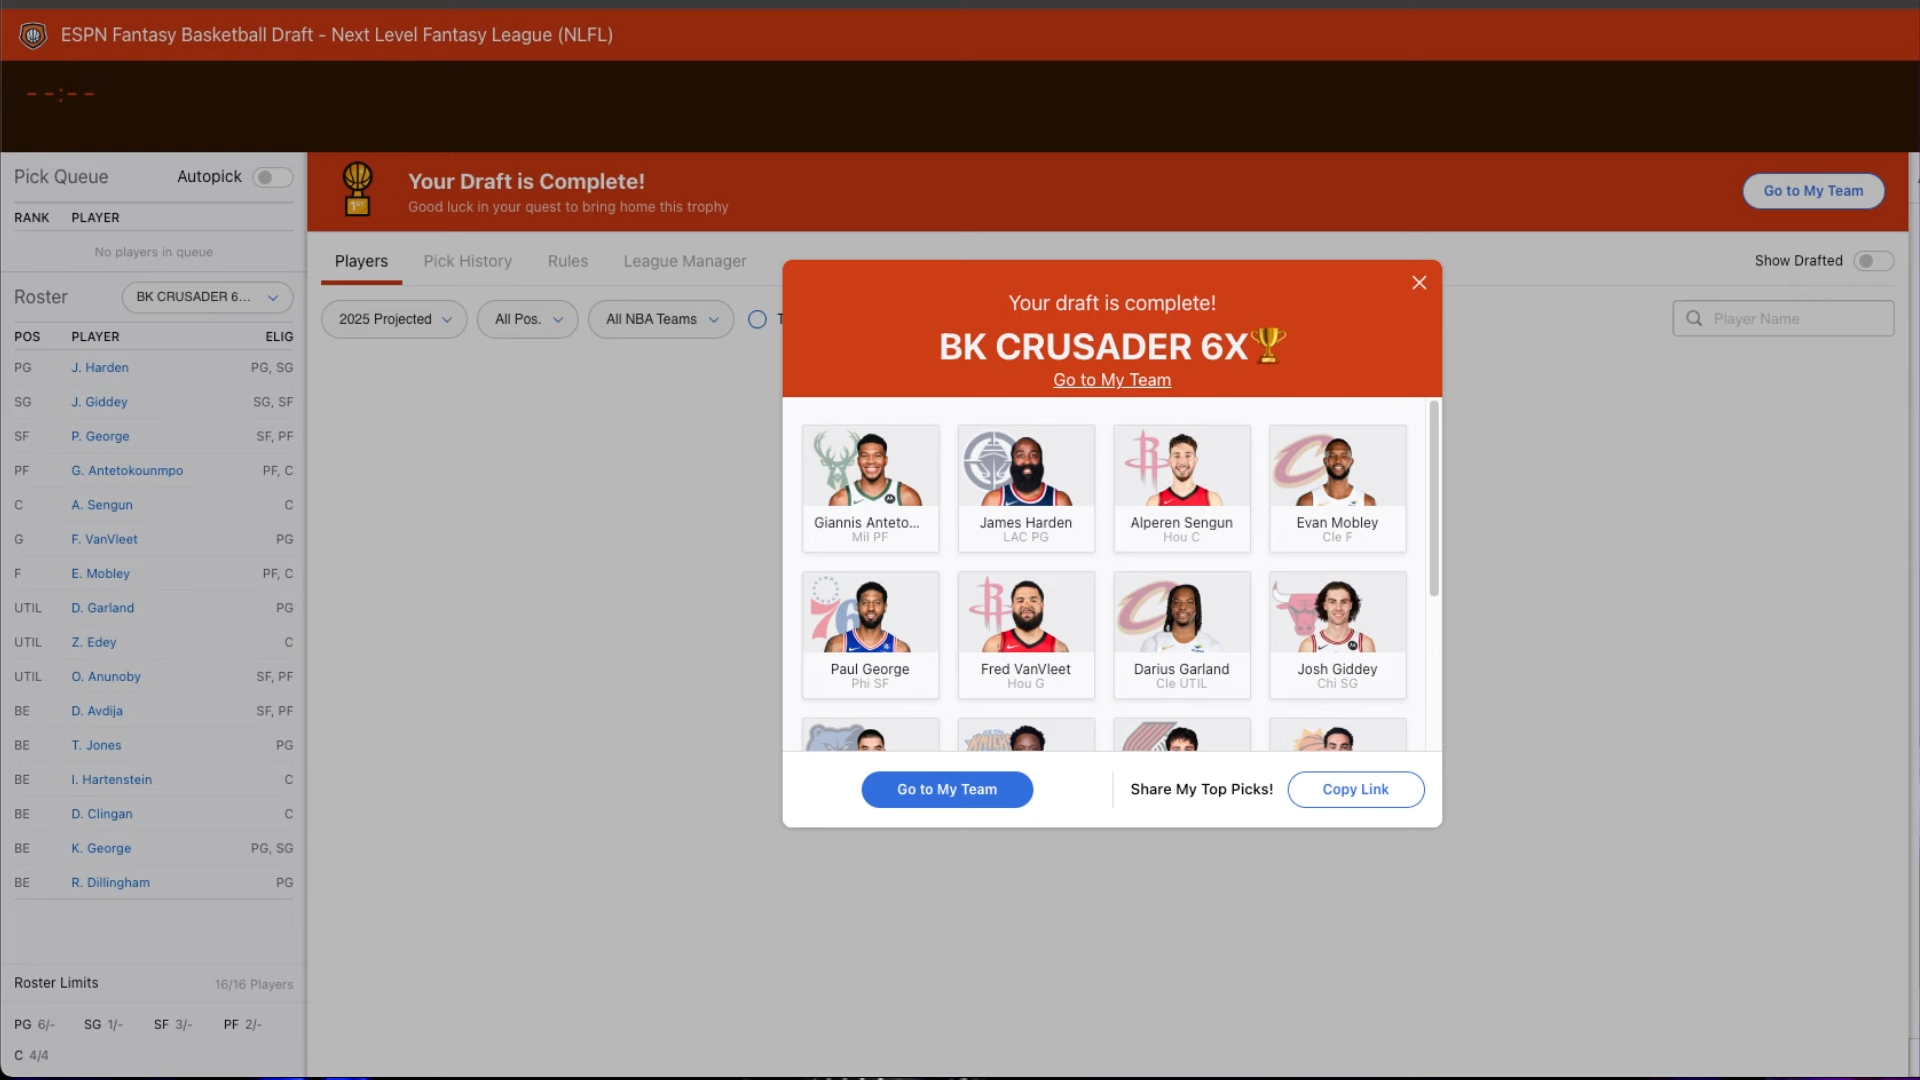 ESPN Fantasy Basketball Draft - Next Level Fantasy League (NLFL)
--:--
Pick Queue
Autopick
RANK PLAYER
No players in queue
Roster
BK CRUSADER 6...
POS PLAYER ELIG
PG J. Harden PG, SG
SG J. Giddey SG, SF
SF P. George SF, PF
PF G. Antetokounmpo PF, C
C A. Sengun C
G F. VanVleet PG
F E. Mobley PF, C
UTIL D. Garland PG
UTIL Z. Edey C
UTIL O. Anunoby SF, PF
BE D. Avdija SF, PF
BE T. Jones PG
BE I. Hartenstein C
BE D. Clingan C
BE K. George PG, SG
BE R. Dillingham PG
Roster Limits 16/16 Players
PG 6/- SG 1/- SF 3/- PF 2/-
C 4/4
1ST
Your Draft is Complete!
Good luck in your quest to bring home this trophy
Go to My Team
Players Pick History Rules League Manager
Show Drafted
2025 Projected All Pos. All NBA Teams T
Player Name
Your draft is complete!
BK CRUSADER 6X🏆
Go to My Team
Giannis Anteto...
Mil PF
James Harden
LAC PG
Alperen Sengun
Hou C
Evan Mobley
Cle F
Paul George
Phi SF
Fred VanVleet
Hou G
Darius Garland
Cle UTIL
Josh Giddey
Chi SG
Go to My Team
Share My Top Picks!
Copy Link